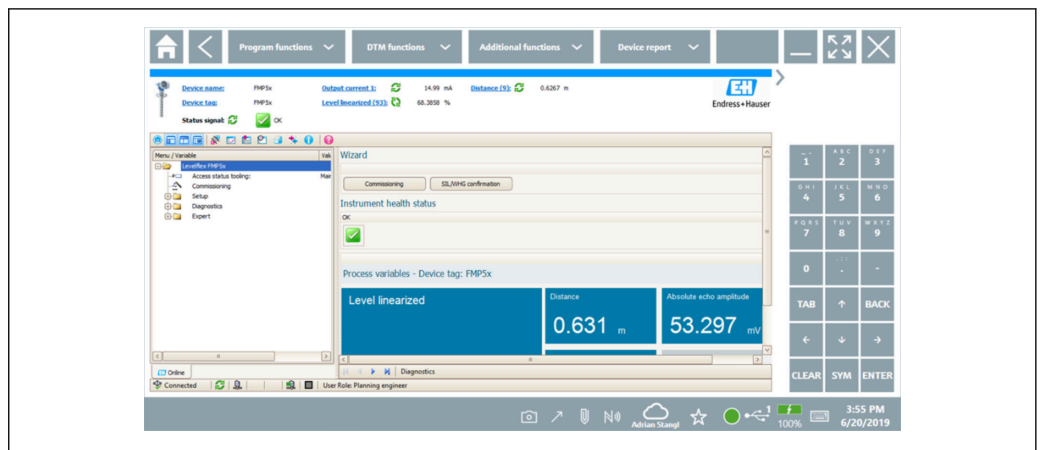 Program functions
DTM functions
Additional functions
Device report
Device name: FMP5x Output current 1: 14.99 mA Distance (9): 0.6267 m
Device tag: FMP5x Level linearized (93): 68.3858 %
Status signal: OK
E+H
Endress+Hauser
Menu / Variable
Levelflex FMP5x
Access status tooling:
Commissioning
Setup
Diagnostics
Expert
Wizard
Commissioning SIL/WHG confirmation
Instrument health status
OK
Process variables - Device tag: FMP5x
Level linearized
Distance
0.631 m
Absolute echo amplitude
53.297 mV
Online
Diagnostics
Connected
User Role: Planning engineer
1
ABC 2
DEF 3
GHI 4
JKL 5
MNO 6
PQRS 7
TUV 8
WXYZ 9
0
.
-
TAB ↑ BACK
← ↓ →
CLEAR SYM ENTER
Adrian Stangl
1
100%
3:55 PM
6/20/2019